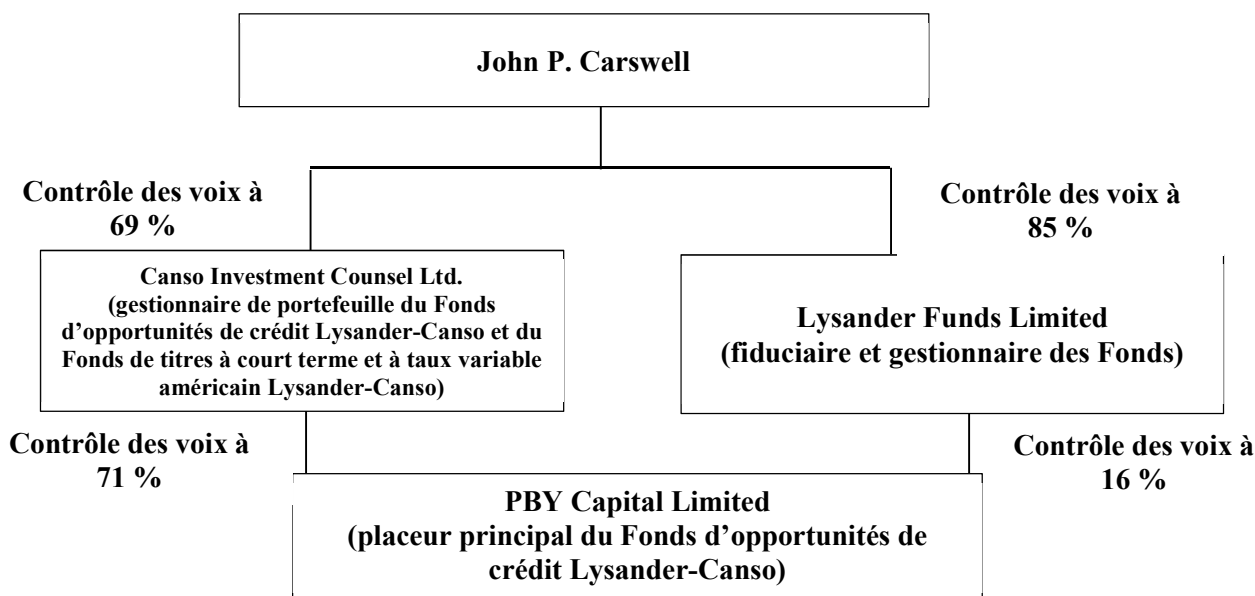 John P. Carswell
Contrôle des voix à
69 %
Contrôle des voix à
85 %
Canso Investment Counsel Ltd.
(gestionnaire de portefeuille du Fonds
d’opportunités de crédit Lysander-Canso et du
Fonds de titres à court terme et à taux variable
américain Lysander-Canso)
Lysander Funds Limited
(fiduciaire et gestionnaire des Fonds)
Contrôle des voix à
71 %
Contrôle des voix à
16 %
PBY Capital Limited
(placeur principal du Fonds d’opportunités de
crédit Lysander-Canso)